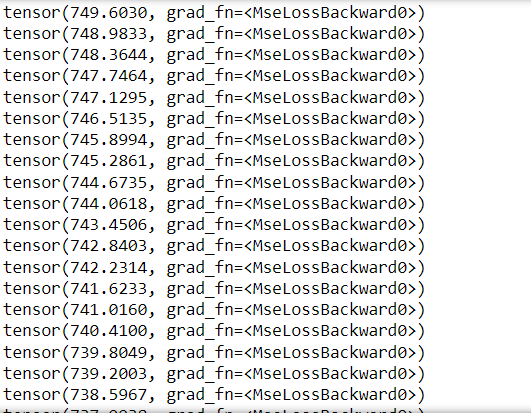 tensor(749.6030, grad_fn=<MseLossBackward0>)
tensor(748.9833, grad_fn=<MseLossBackward0>)
tensor(748.3644, grad_fn=<MseLossBackward0>)
tensor(747.7464, grad_fn=<MseLossBackward0>)
tensor(747.1295, grad_fn=<MseLossBackward0>)
tensor(746.5135, grad_fn=<MseLossBackward0>)
tensor(745.8994, grad_fn=<MseLossBackward0>)
tensor(745.2861, grad_fn=<MseLossBackward0>)
tensor(744.6735, grad_fn=<MseLossBackward0>)
tensor(744.0618, grad_fn=<MseLossBackward0>)
tensor(743.4506, grad_fn=<MseLossBackward0>)
tensor(742.8403, grad_fn=<MseLossBackward0>)
tensor(742.2314, grad_fn=<MseLossBackward0>)
tensor(741.6233, grad_fn=<MseLossBackward0>)
tensor(741.0160, grad_fn=<MseLossBackward0>)
tensor(740.4100, grad_fn=<MseLossBackward0>)
tensor(739.8049, grad_fn=<MseLossBackward0>)
tensor(739.2003, grad_fn=<MseLossBackward0>)
tensor(738.5967, grad_fn=<MseLossBackward0>)